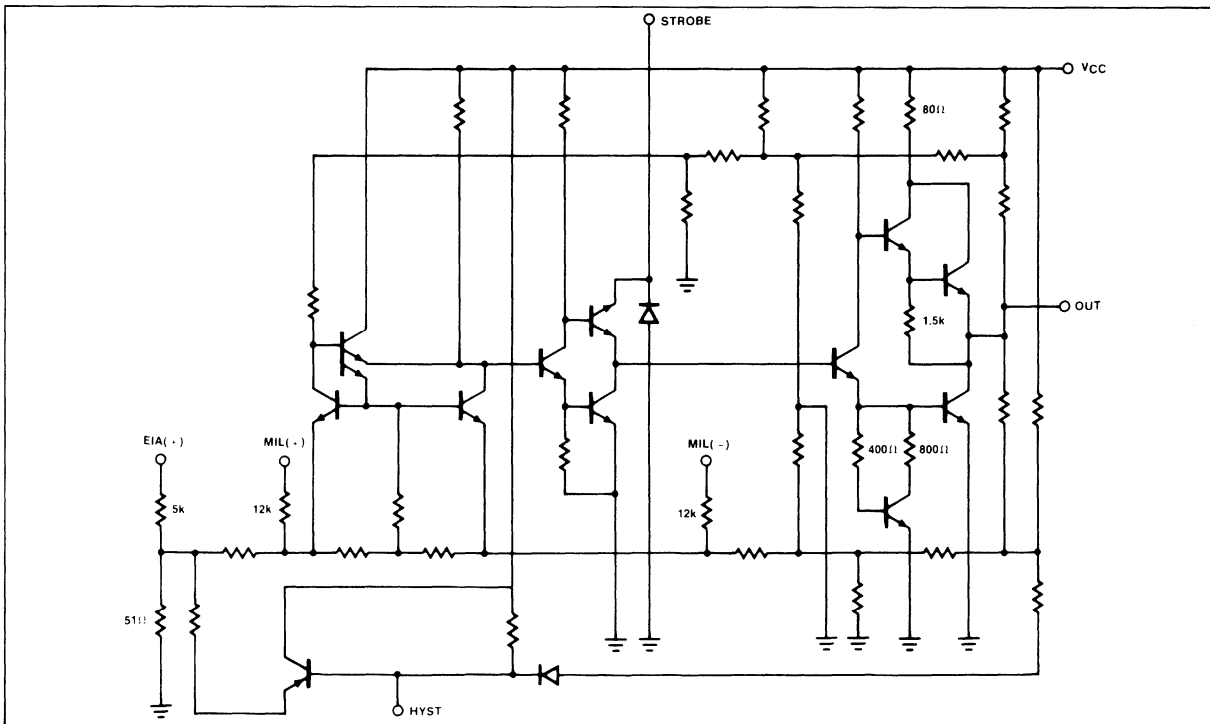 STROBE
VCC
80Ω
OUT
1.5k
EIA(+)
MIL(+)
MIL(−)
400Ω
800Ω
5k
12k
12k
51Ω
HYST